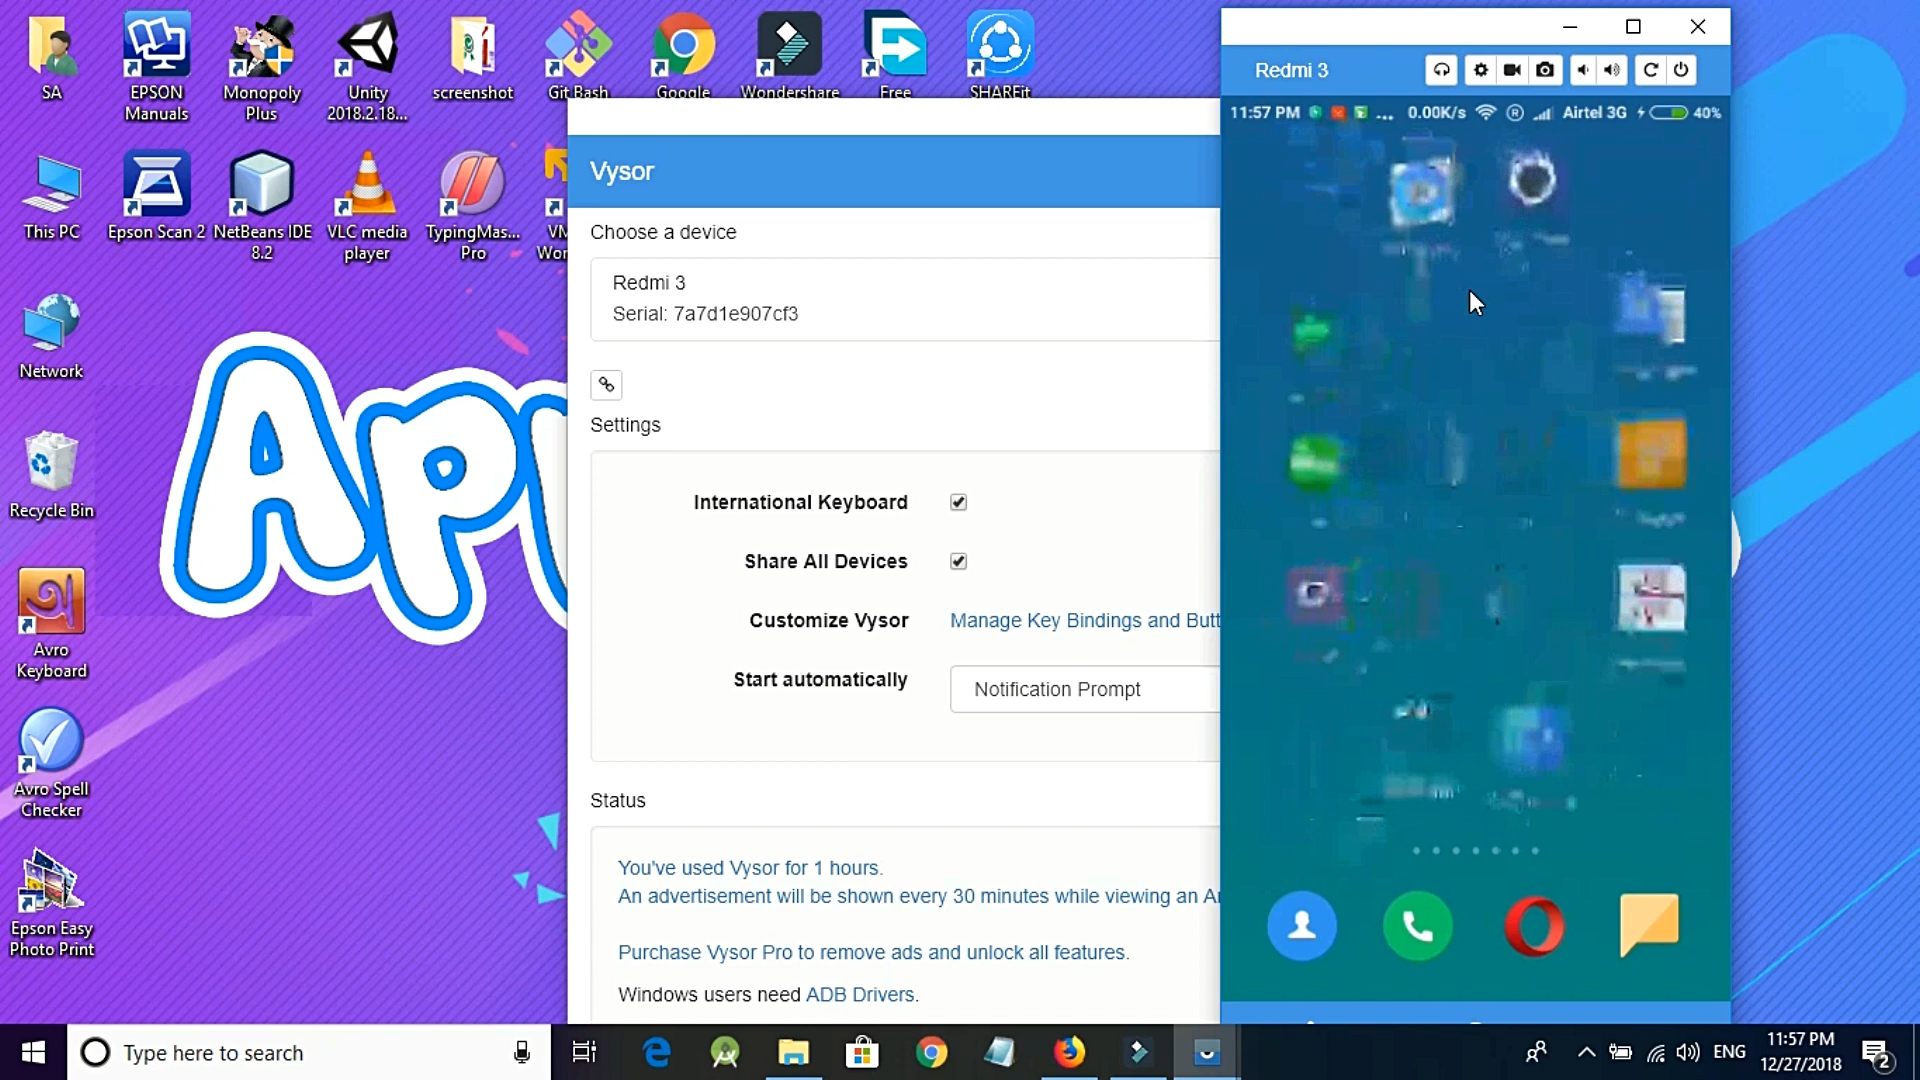 SA
EPSON
Manuals
Monopoly
Plus
Unity
2018.2.18...
screenshot
Git Bash
Google
Wondershare
Free
SHAREit
This PC
Epson Scan 2
NetBeans IDE
8.2
VLC media
player
TypingMas...
Pro
VM
Wor
Network
Recycle Bin
অ
Avro
Keyboard
Avro Spell
Checker
Epson Easy
Photo Print
Ap
Vysor
Choose a device
Redmi 3
Serial: 7a7d1e907cf3
Settings
International Keyboard
Share All Devices
Customize Vysor
Manage Key Bindings and Butt
Start automatically
Notification Prompt
Status
You've used Vysor for 1 hours.
An advertisement will be shown every 30 minutes while viewing an A
Purchase Vysor Pro to remove ads and unlock all features.
Windows users need ADB Drivers.
Redmi 3
11:57 PM ... 0.00K/s R Airtel 3G 40%
Type here to search
ENG
11:57 PM
12/27/2018
2